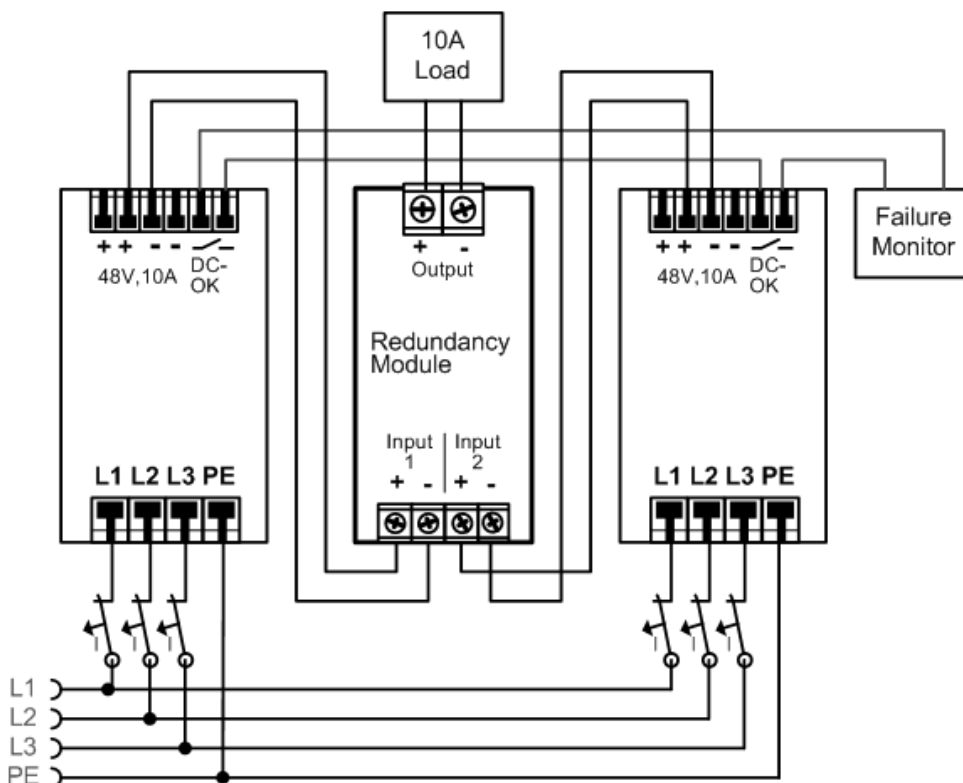 10A
Load
+ + - -
48V,10A
DC-
OK
+ -
Output
+ + - -
48V,10A
DC-
OK
Failure
Monitor
Redundancy
Module
Input
1
Input
2
+ - + -
L1 L2 L3 PE
L1 L2 L3 PE
L1
L2
L3
PE